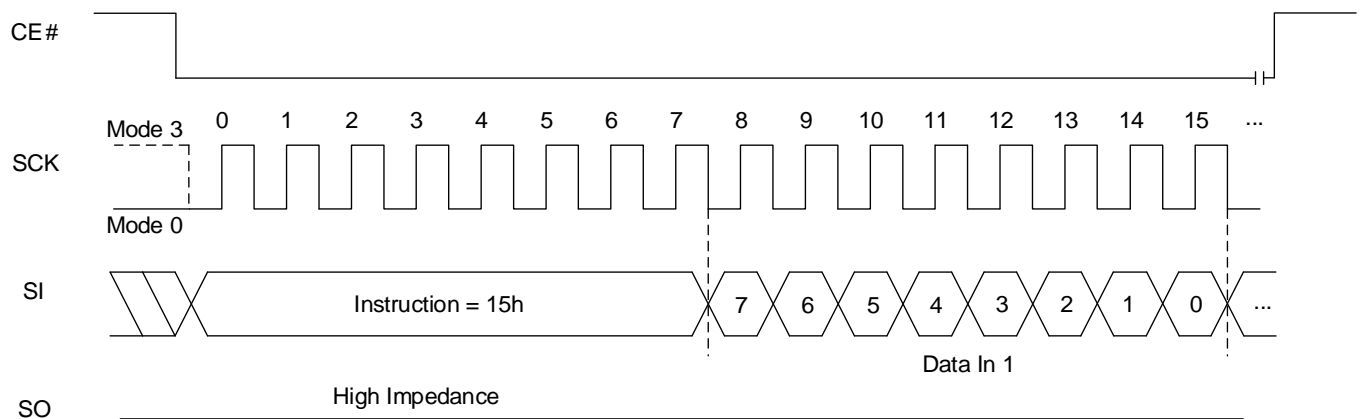 CE#
Mode 3 0 1 2 3 4 5 6 7 8 9 10 11 12 13 14 15 ...
SCK
Mode 0
SI Instruction = 15h 7 6 5 4 3 2 1 0 ...
Data In 1
High Impedance
SO